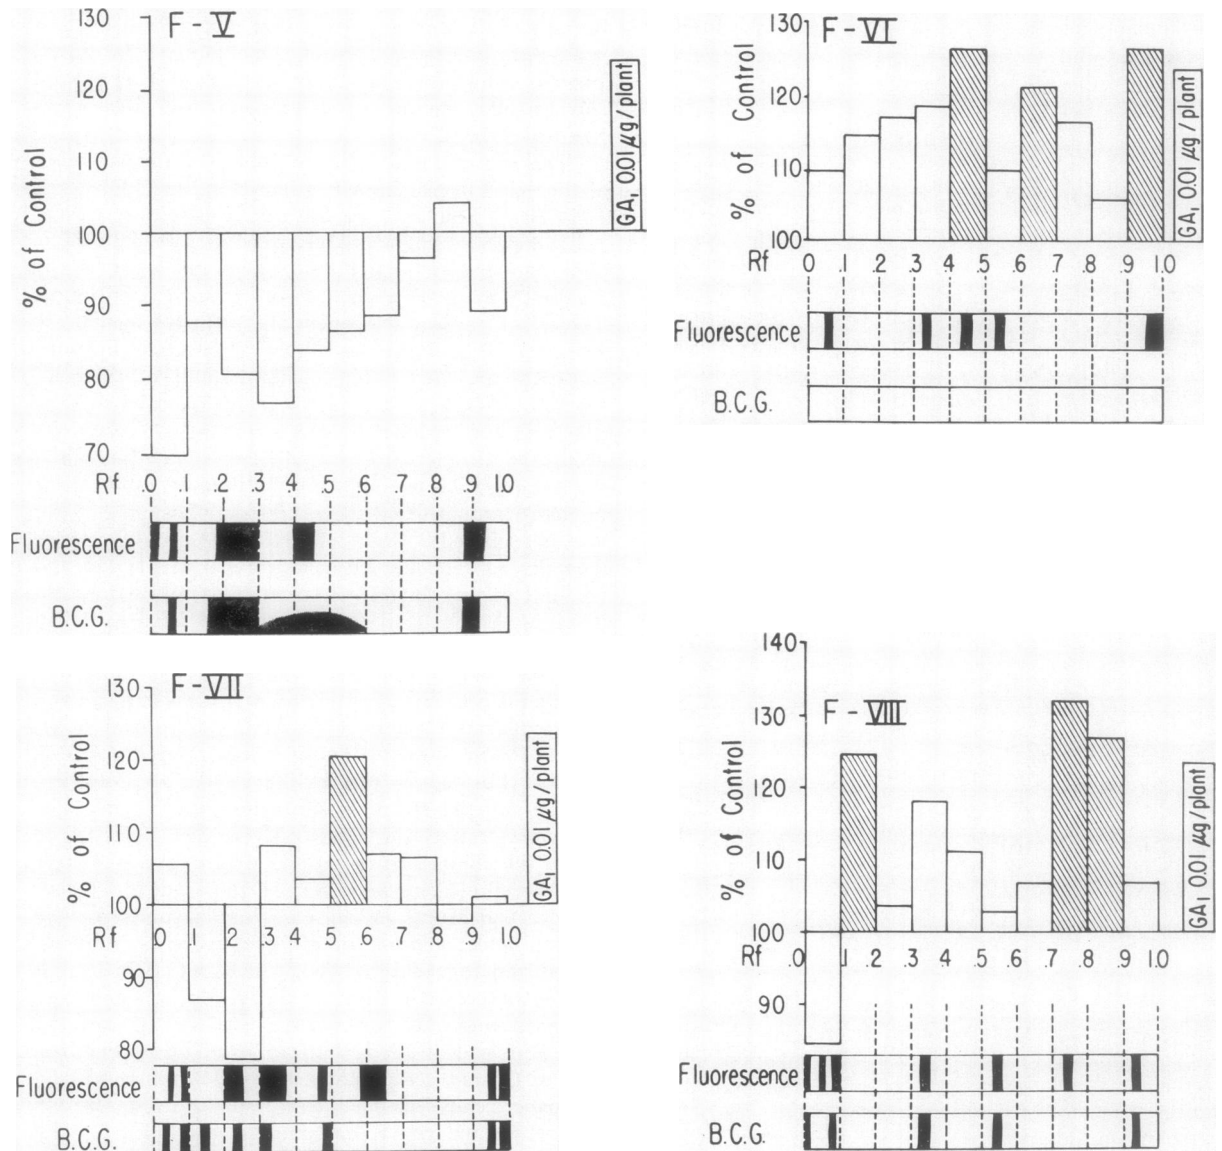 F - V
130
120
110
100
90
80
70
% of Control
GA₁ 0.01 μg/plant
Rf .0 .1 .2 .3 .4 .5 .6 .7 .8 .9 1.0
Fluorescence
B.C.G.
F - VI
130
120
110
100
% of Control
GA₁ 0.01 μg/plant
Rf .0 .1 .2 .3 .4 .5 .6 .7 .8 .9 1.0
Fluorescence
B.C.G.
F - VII
130
120
110
100
90
80
% of Control
GA₁ 0.01 μg/plant
Rf .0 .1 .2 .3 .4 .5 .6 .7 .8 .9 1.0
Fluorescence
B.C.G.
F - VIII
140
130
120
110
100
90
% of Control
GA₁ 0.01 μg/plant
Rf .0 .1 .2 .3 .4 .5 .6 .7 .8 .9 1.0
Fluorescence
B.C.G.